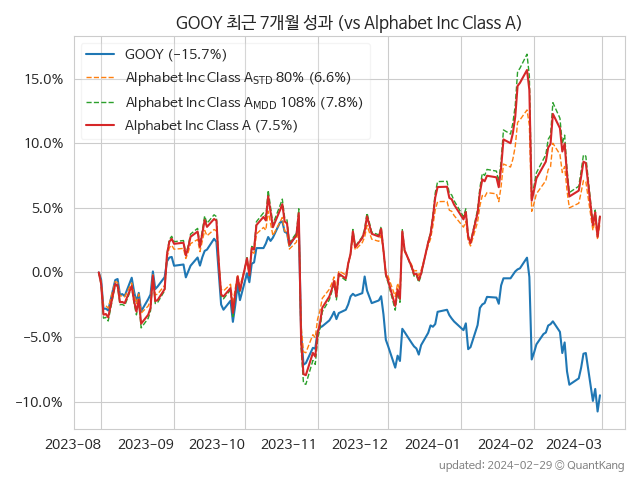 GOOY 최근 7개월 성과 (vs Alphabet Inc Class A)
GOOY (−15.7%)
Alphabet Inc Class A STD 80% (6.6%)
Alphabet Inc Class A MDD 108% (7.8%)
Alphabet Inc Class A (7.5%)
15.0%
10.0%
5.0%
0.0%
−5.0%
−10.0%
2023-08 2023-09 2023-10 2023-11 2023-12 2024-01 2024-02 2024-03
updated: 2024-02-29 © QuantKang